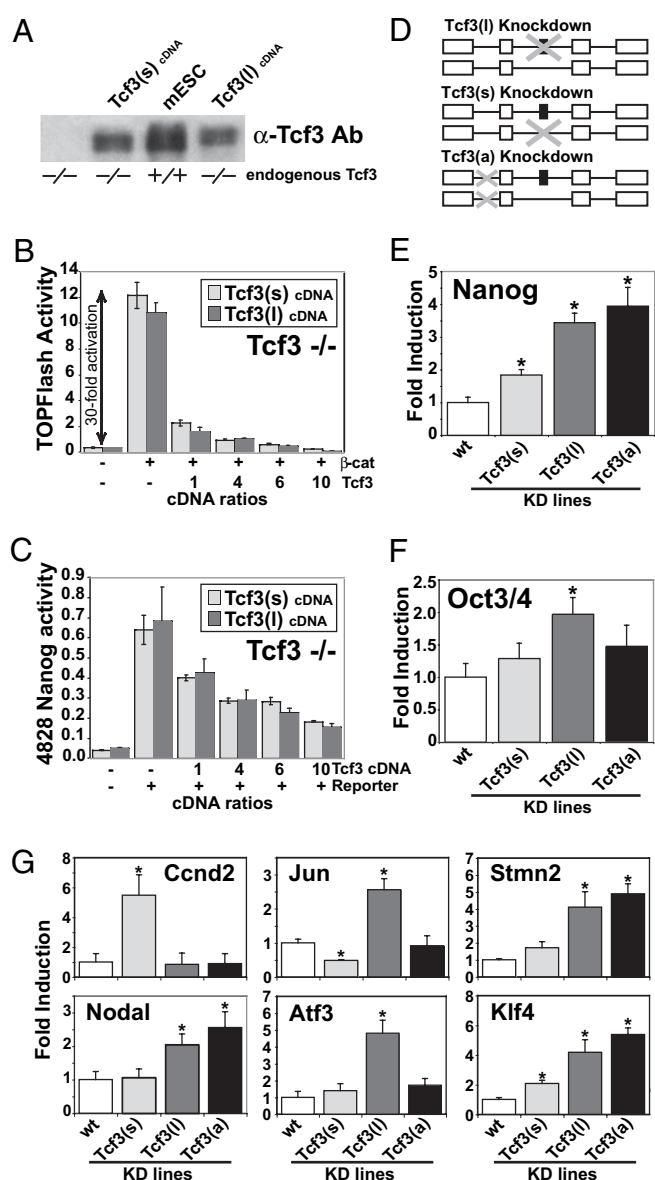 A
Tcf3(s) cDNA
mESC
Tcf3(l) cDNA
α-Tcf3 Ab
−/− −/− +/+ −/− endogenous Tcf3
B
TOPFlash Activity
14
12
10
8
6
4
2
0
30-fold activation
Tcf3(s) cDNA
Tcf3(l) cDNA
Tcf3 -/-
- + + + + + β-cat
- - 1 4 6 10 Tcf3
cDNA ratios
C
4828 Nanog activity
0.9
0.8
0.7
0.6
0.5
0.4
0.3
0.2
0.1
0.0
Tcf3(s) cDNA
Tcf3(l) cDNA
Tcf3 -/-
- - 1 4 6 10 Tcf3 cDNA
- + + + + + Reporter
cDNA ratios
D
Tcf3(l) Knockdown
Tcf3(s) Knockdown
Tcf3(a) Knockdown
E
Nanog
Fold Induction
5
4
3
2
1
0
* * *
wt Tcf3(s) Tcf3(l) Tcf3(a)
KD lines
F
Oct3/4
Fold Induction
2.5
2.0
1.5
1.0
0.5
0
*
wt Tcf3(s) Tcf3(l) Tcf3(a)
KD lines
G
Fold Induction
Ccnd2
8
6
4
2
0
*
Jun
3
2
1
0
* *
Stmn2
6
5
4
3
2
1
0
* *
Nodal
3
2
1
0
* *
wt Tcf3(s) Tcf3(l) Tcf3(a)
KD lines
Atf3
7
6
5
4
3
2
1
0
*
wt Tcf3(s) Tcf3(l) Tcf3(a)
KD lines
Klf4
8
6
4
2
0
* * *
wt Tcf3(s) Tcf3(l) Tcf3(a)
KD lines